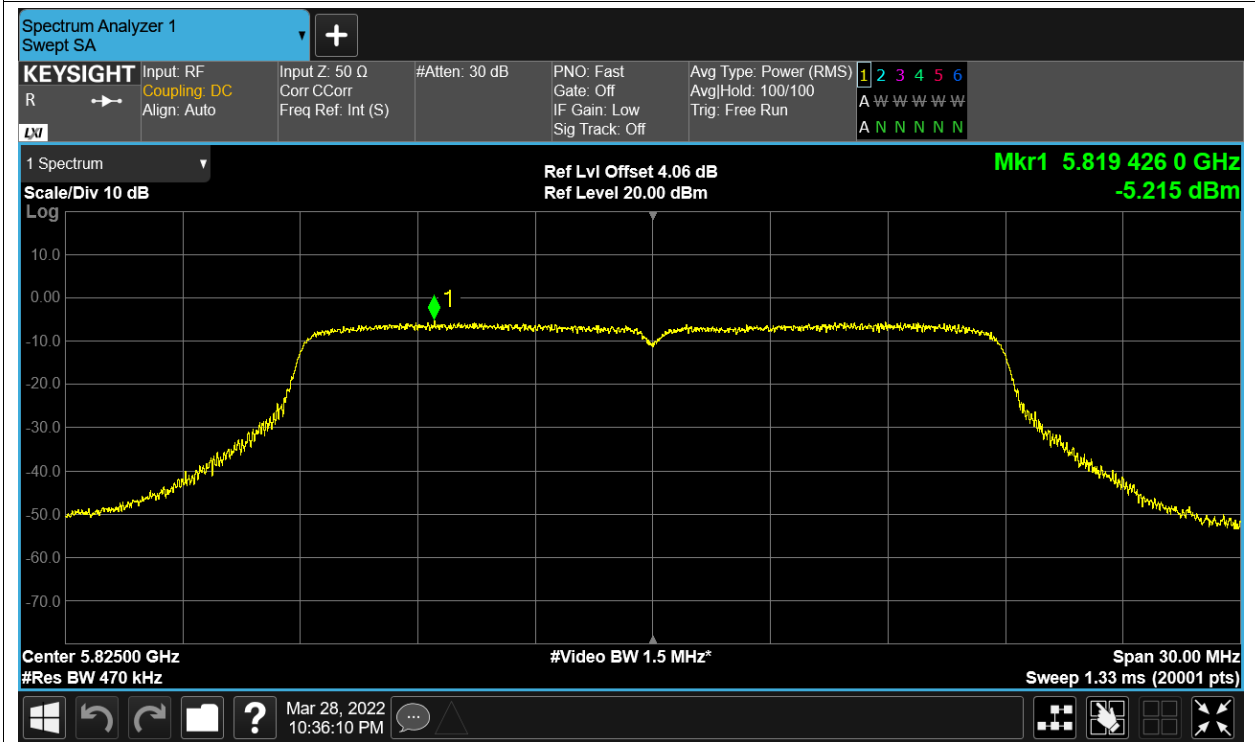 Spectrum Analyzer 1
Swept SA
+
KEYSIGHT
R
LXI
Input: RF
Coupling: DC
Align: Auto
Input Z: 50 Ω
Corr CCorr
Freq Ref: Int (S)
#Atten: 30 dB
PNO: Fast
Gate: Off
IF Gain: Low
Sig Track: Off
Avg Type: Power (RMS)
Avg|Hold: 100/100
Trig: Free Run
1 2 3 4 5 6
A W W W W W
A N N N N N
1 Spectrum
Scale/Div 10 dB
Log
Ref Lvl Offset 4.06 dB
Ref Level 20.00 dBm
Mkr1 5.819 426 0 GHz
-5.215 dBm
10.0
0.00
-10.0
-20.0
-30.0
-40.0
-50.0
-60.0
-70.0
1
Center 5.82500 GHz
#Res BW 470 kHz
#Video BW 1.5 MHz*
Span 30.00 MHz
Sweep 1.33 ms (20001 pts)
?
Mar 28, 2022
10:36:10 PM